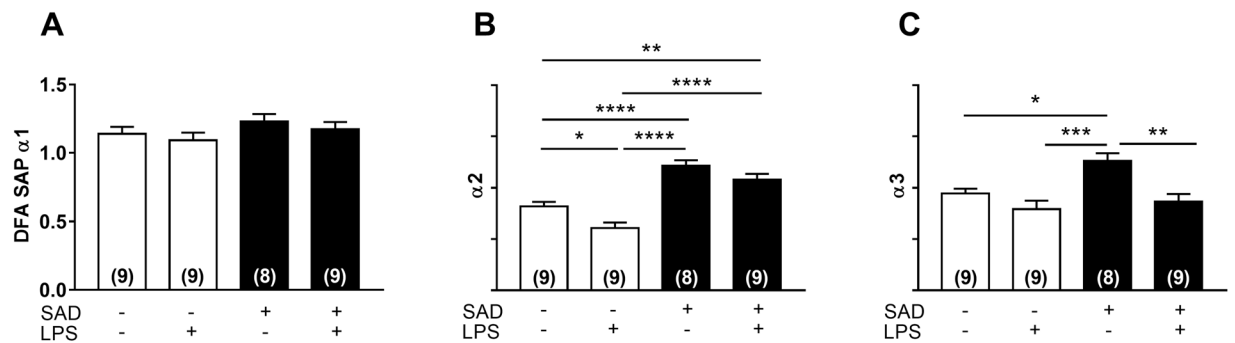 A B C
**
****
****
*
* ****
*** **
1.5
1.0
0.5
0.0
DFA SAP α1
α2
α3
(9) (9) (8) (9) (9) (9) (8) (9) (9) (9) (8) (9)
SAD - - + + SAD - - + + SAD - - + +
LPS - + - + LPS - + - + LPS - + - +